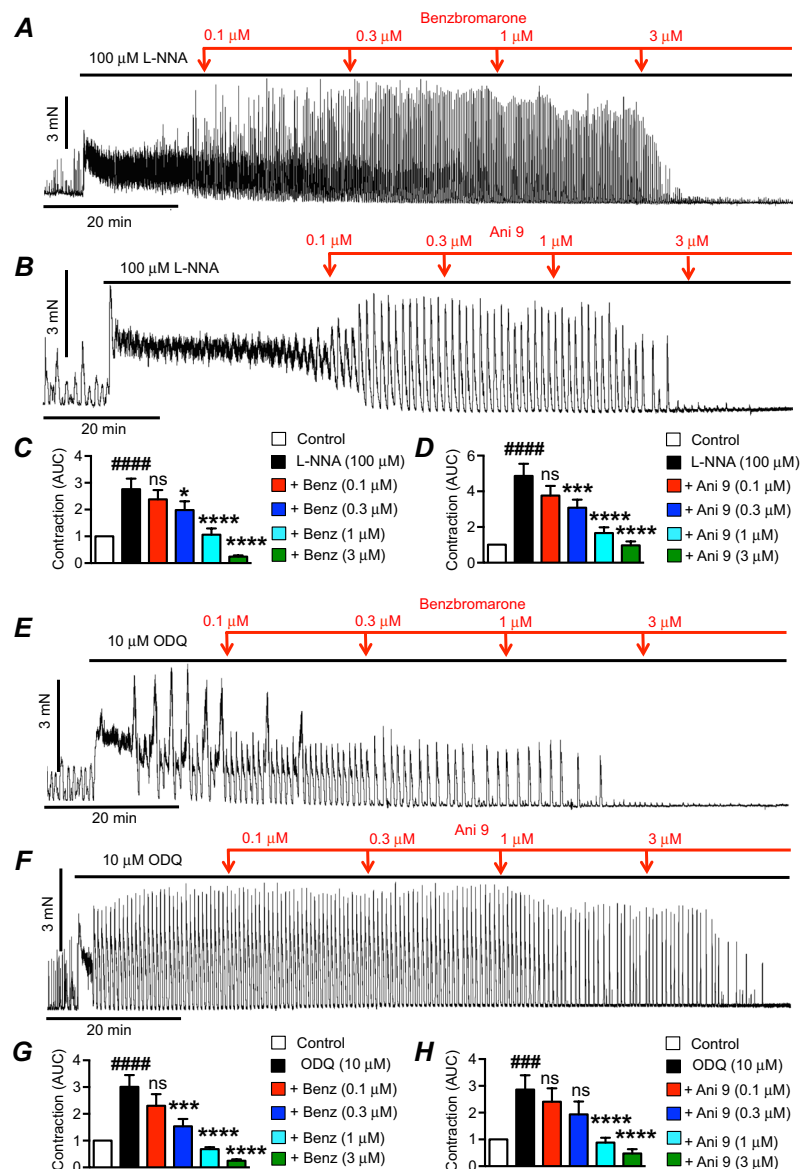 A
Benzbromarone
0.1 μM 0.3 μM 1 μM 3 μM
100 μM L-NNA
3 mN
20 min
Ani 9
0.1 μM 0.3 μM 1 μM 3 μM
B
100 μM L-NNA
3 mN
20 min
C
Contraction (AUC)
4
3
2
1
0
####
ns
*
****
****
Control
L-NNA (100 μM)
+ Benz (0.1 μM)
+ Benz (0.3 μM)
+ Benz (1 μM)
+ Benz (3 μM)
D
Contraction (AUC)
6
4
2
0
####
ns
***
****
****
Control
L-NNA (100 μM)
+ Ani 9 (0.1 μM)
+ Ani 9 (0.3 μM)
+ Ani 9 (1 μM)
+ Ani 9 (3 μM)
E
Benzbromarone
0.1 μM 0.3 μM 1 μM 3 μM
10 μM ODQ
3 mN
20 min
F
Ani 9
0.1 μM 0.3 μM 1 μM 3 μM
10 μM ODQ
3 mN
20 min
G
Contraction (AUC)
4
3
2
1
0
####
ns
***
****
****
Control
ODQ (10 μM)
+ Benz (0.1 μM)
+ Benz (0.3 μM)
+ Benz (1 μM)
+ Benz (3 μM)
H
Contraction (AUC)
4
3
2
1
0
###
ns
ns
****
****
Control
ODQ (10 μM)
+ Ani 9 (0.1 μM)
+ Ani 9 (0.3 μM)
+ Ani 9 (1 μM)
+ Ani 9 (3 μM)